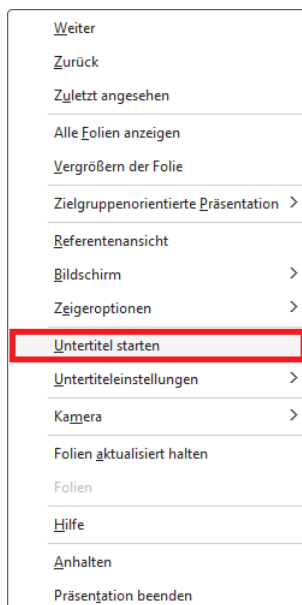 Weiter
Zurück
Zuletzt angesehen
Alle Folien anzeigen
Vergrößern der Folie
Zielgruppenorientierte Präsentation
Referentenansicht
Bildschirm
Zeigeroptionen
Untertitel starten
Untertiteleinstellungen
Kamera
Folien aktualisiert halten
Folien
Hilfe
Anhalten
Präsentation beenden